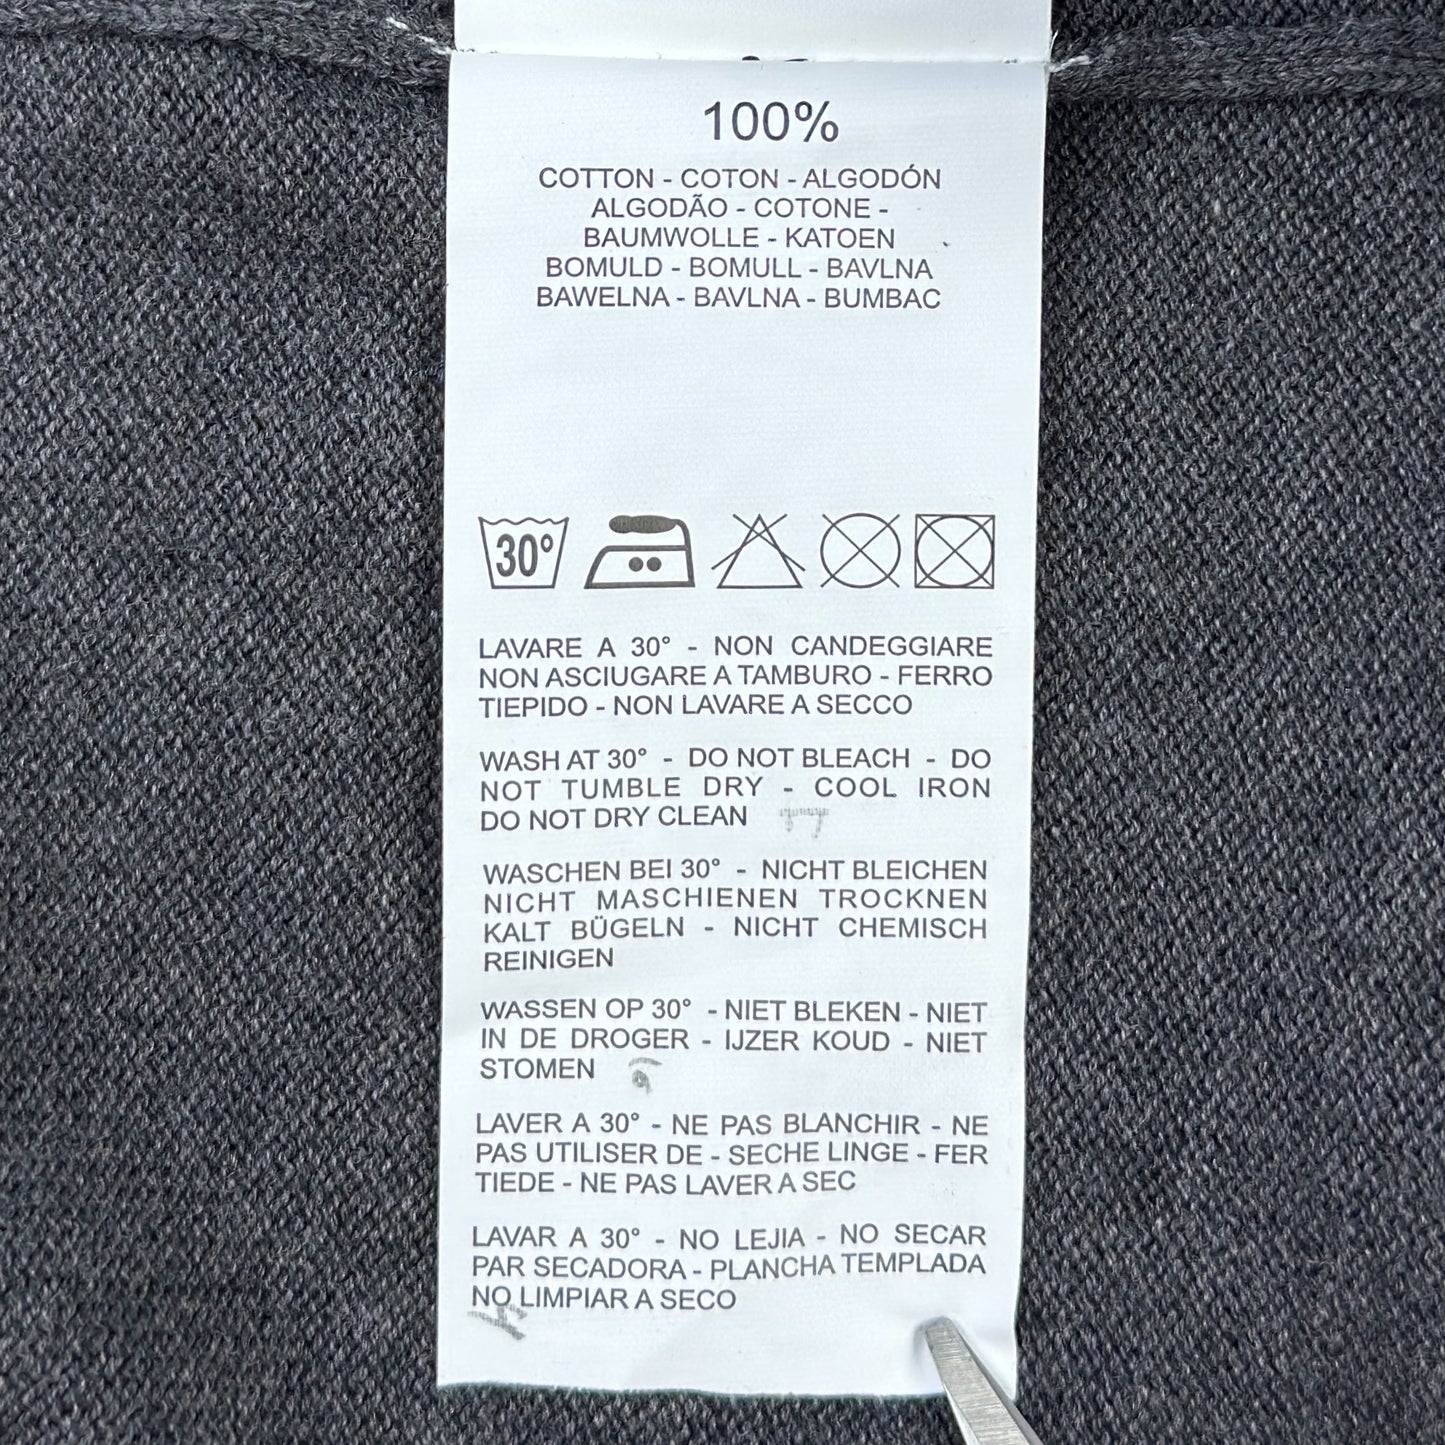 100%
COTTON - COTON - ALGODÓN
ALGODÃO - COTONE -
BAUMWOLLE - KATOEN
BOMULD - BOMULL - BAVLNA
BAWELNA - BAVLNA - BUMBAC
30°
LAVARE A 30° - NON CANDEGGIARE
NON ASCIUGARE A TAMBURO - FERRO
TIEPIDO - NON LAVARE A SECCO
WASH AT 30° - DO NOT BLEACH - DO
NOT TUMBLE DRY - COOL IRON
DO NOT DRY CLEAN
WASCHEN BEI 30° - NICHT BLEICHEN
NICHT MASCHIENEN TROCKNEN
KALT BÜGELN - NICHT CHEMISCH
REINIGEN
WASSEN OP 30° - NIET BLEKEN - NIET
IN DE DROGER - IJZER KOUD - NIET
STOMEN
LAVER A 30° - NE PAS BLANCHIR - NE
PAS UTILISER DE - SECHE LINGE - FER
TIEDE - NE PAS LAVER A SEC
LAVAR A 30° - NO LEJIA - NO SECAR
PAR SECADORA - PLANCHA TEMPLADA
NO LIMPIAR A SECO